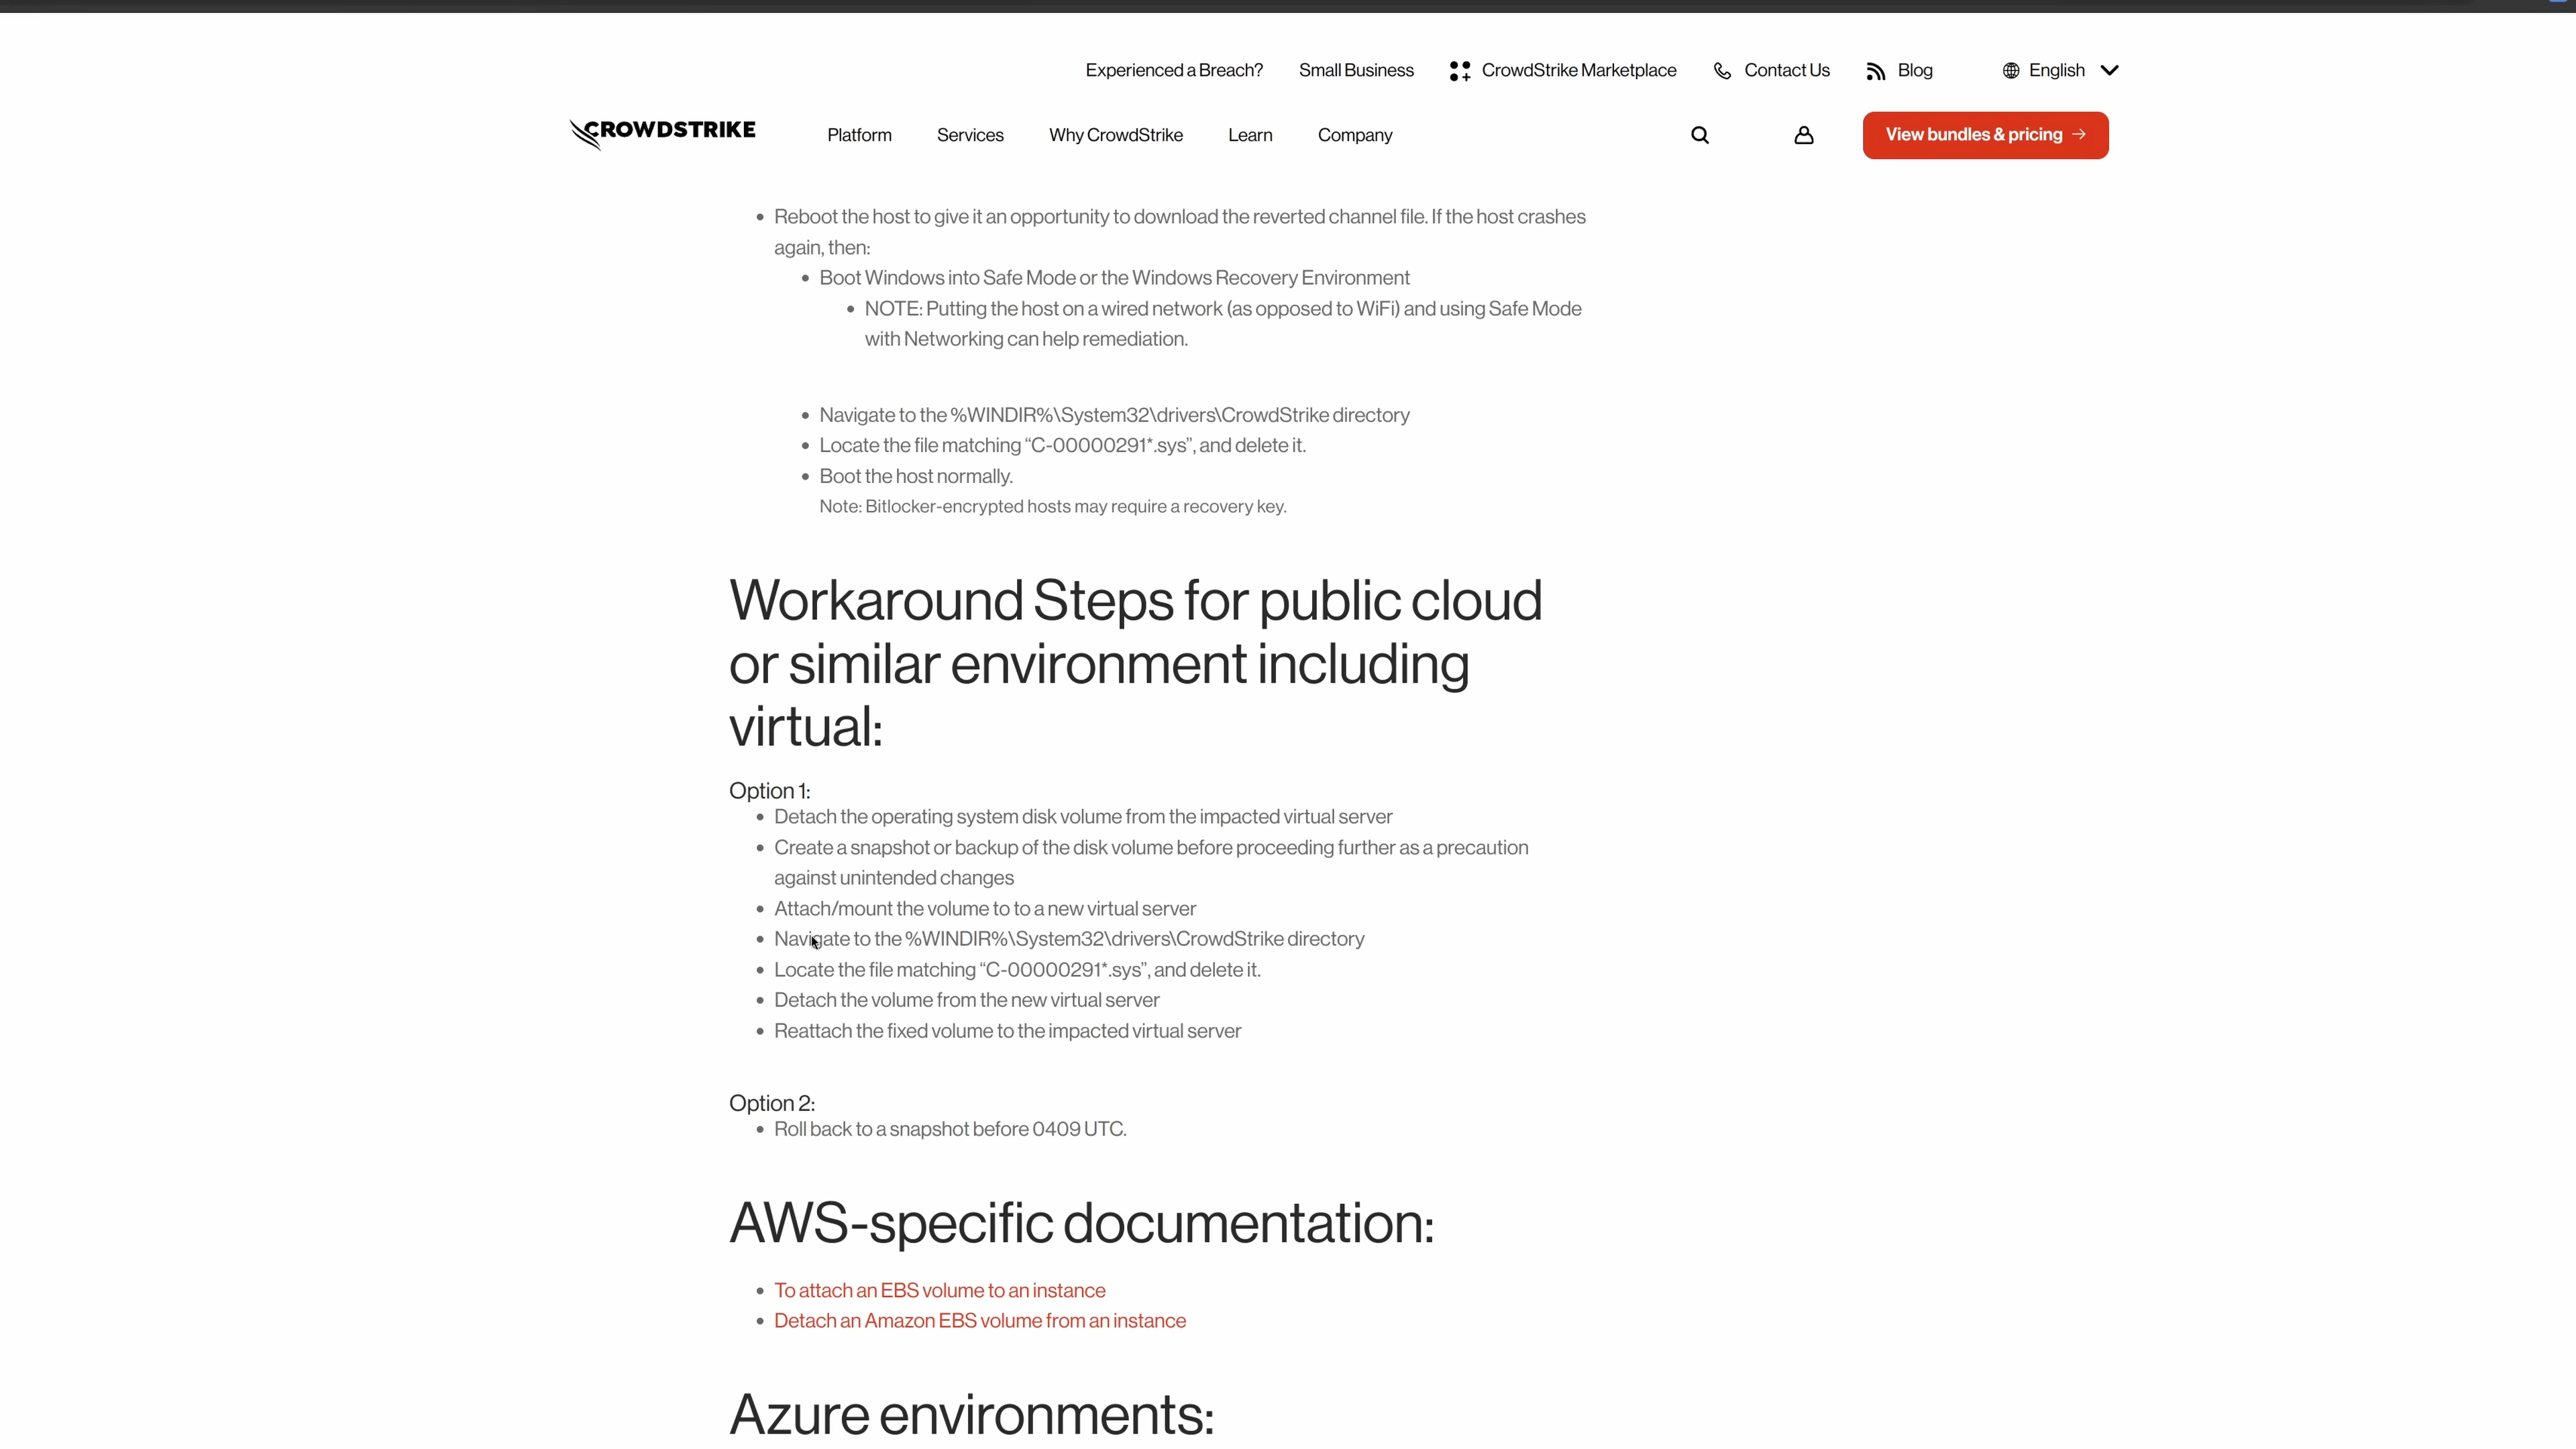 Experienced a Breach? Small Business CrowdStrike Marketplace Contact Us Blog English
CROWDSTRIKE Platform Services Why CrowdStrike Learn Company View bundles & pricing →
• Reboot the host to give it an opportunity to download the reverted channel file. If the host crashes
again, then:
• Boot Windows into Safe Mode or the Windows Recovery Environment
• NOTE: Putting the host on a wired network (as opposed to WiFi) and using Safe Mode
with Networking can help remediation.
• Navigate to the %WINDIR%\System32\drivers\CrowdStrike directory
• Locate the file matching “C-00000291*.sys”, and delete it.
• Boot the host normally.
Note: Bitlocker-encrypted hosts may require a recovery key.
Workaround Steps for public cloud
or similar environment including
virtual:
Option 1:
• Detach the operating system disk volume from the impacted virtual server
• Create a snapshot or backup of the disk volume before proceeding further as a precaution
against unintended changes
• Attach/mount the volume to to a new virtual server
• Navigate to the %WINDIR%\System32\drivers\CrowdStrike directory
• Locate the file matching “C-00000291*.sys”, and delete it.
• Detach the volume from the new virtual server
• Reattach the fixed volume to the impacted virtual server
Option 2:
• Roll back to a snapshot before 0409 UTC.
AWS-specific documentation:
• To attach an EBS volume to an instance
• Detach an Amazon EBS volume from an instance
Azure environments: